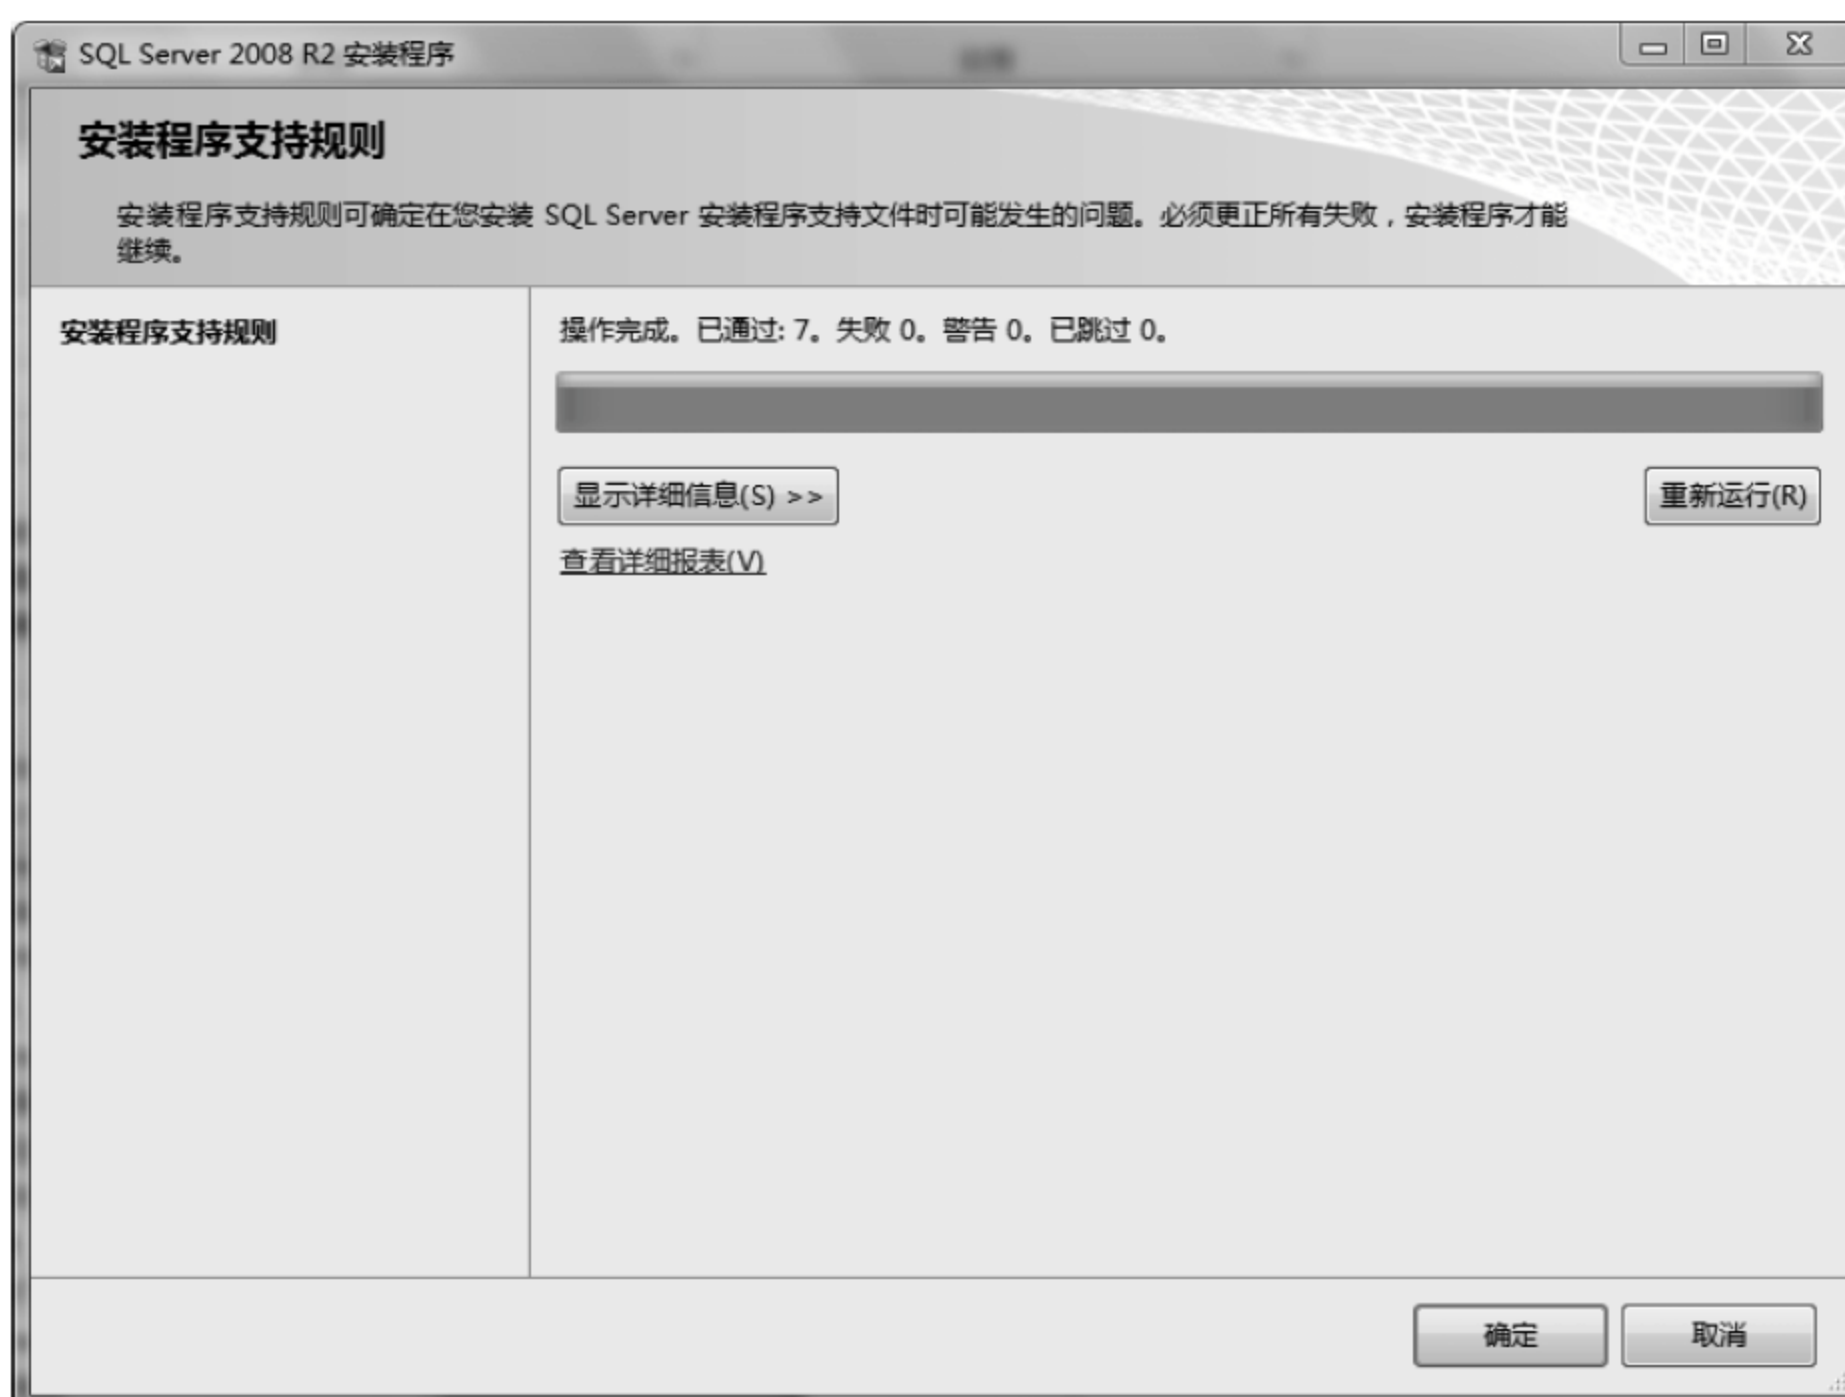 SQL Server 2008 R2 安装程序
安装程序支持规则
安装程序支持规则可确定在您安装 SQL Server 安装程序支持文件时可能发生的问题。必须更正所有失败，安装程序才能
继续。
安装程序支持规则
操作完成。已通过: 7。失败 0。警告 0。已跳过 0。
显示详细信息(S) >>
重新运行(R)
查看详细报表(V)
确定
取消